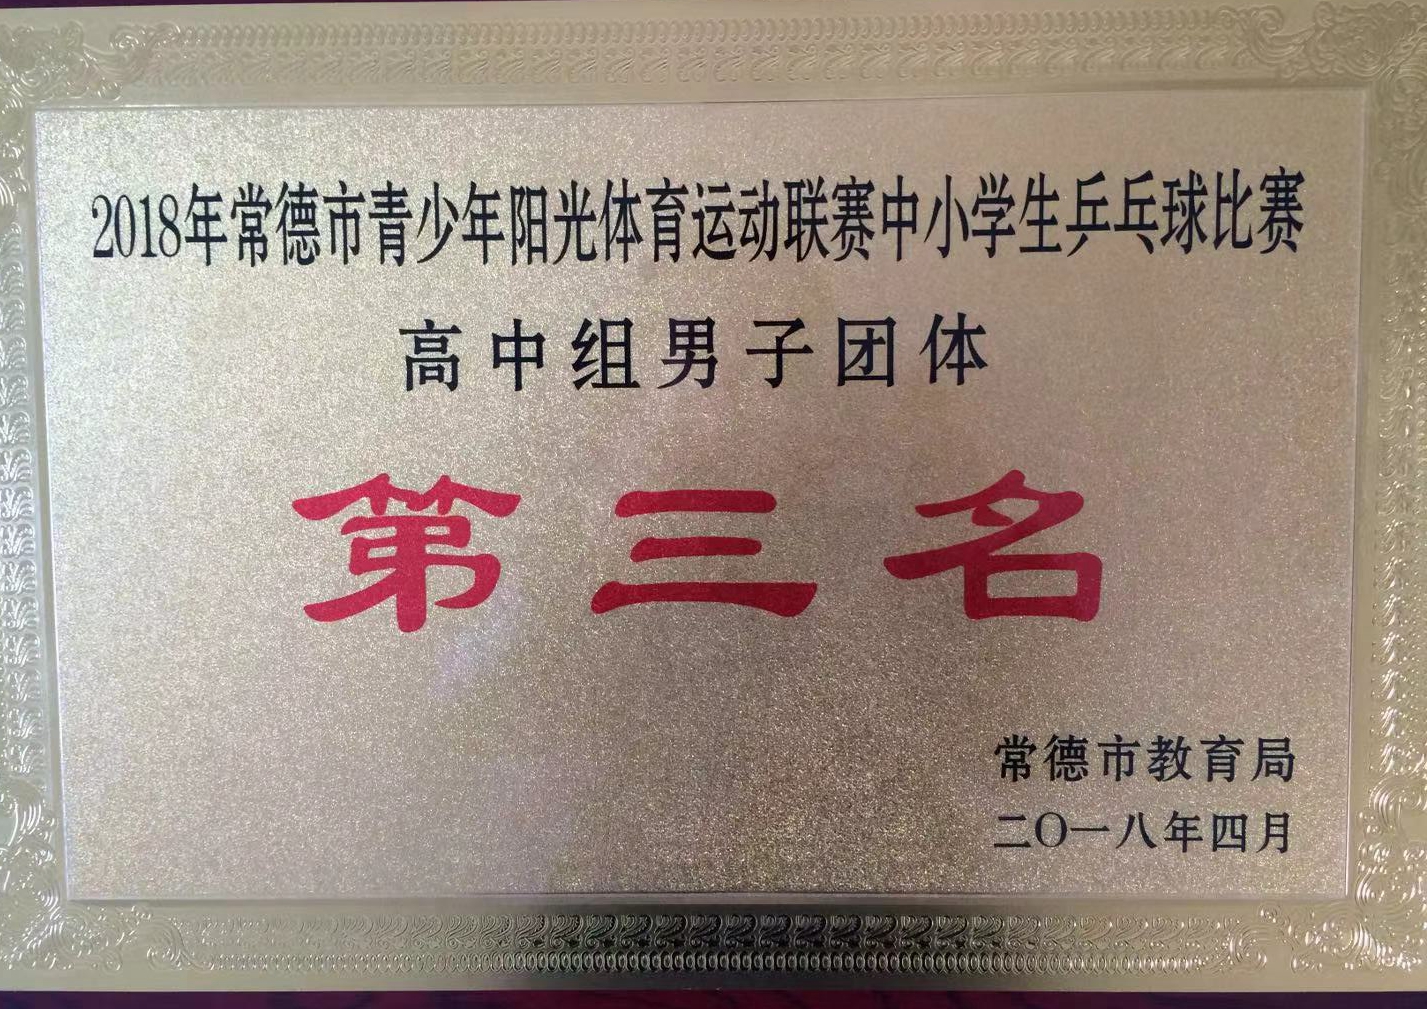 2018年常德市青少年阳光体育运动联赛中小学生乒乓球比赛
高中组男子团体
第三名
常德市教育局
二〇一八年四月